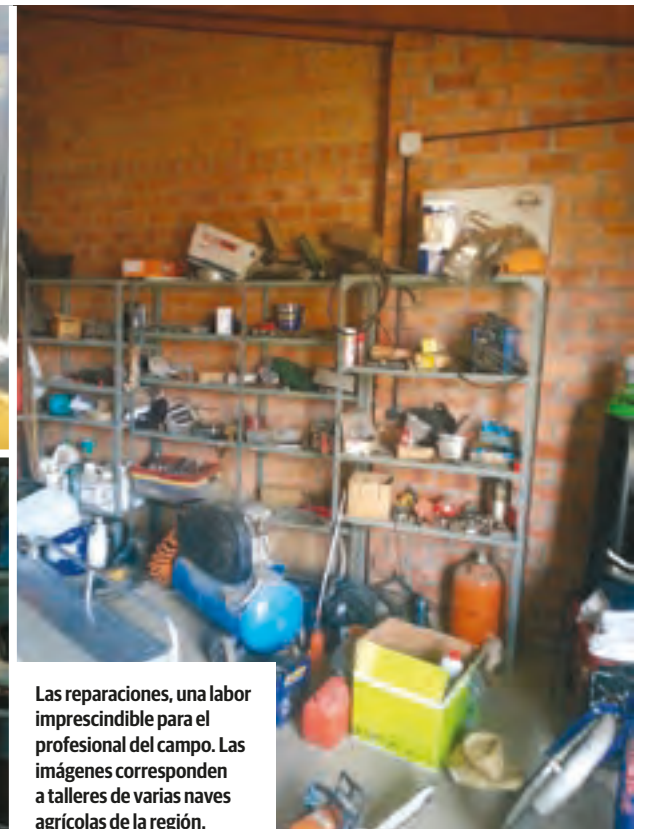 Las reparaciones, una labor
imprescindible para el
profesional del campo. Las
imágenes corresponden
a talleres de varias naves
agrícolas de la región.